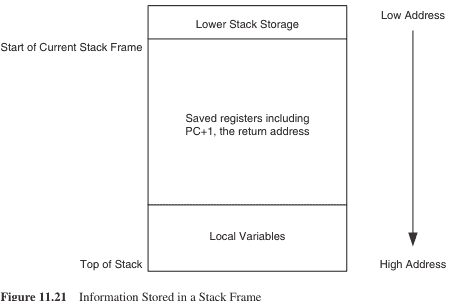 Lower Stack Storage
Low Address
Start of Current Stack Frame
Saved registers including
PC+1, the return address
Local Variables
Top of Stack
High Address
Figure 11.21 Information Stored in a Stack Frame